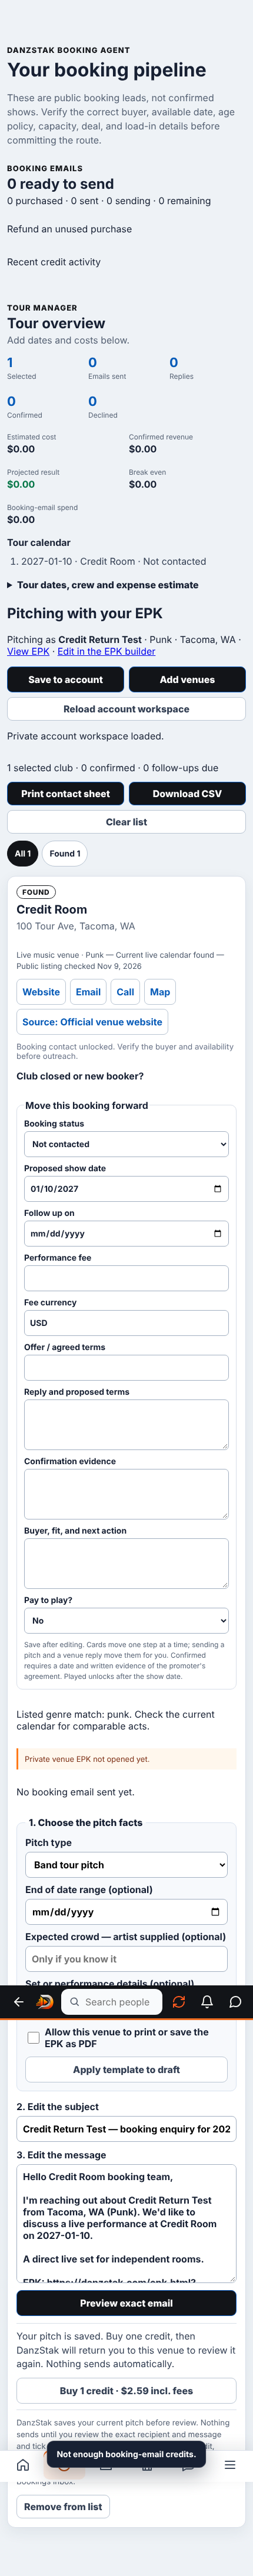 DANZSTAK BOOKING AGENT
Your booking pipeline
These are public booking leads, not confirmed
shows. Verify the correct buyer, available date, age
policy, capacity, deal, and load-in details before
committing the route.
BOOKING EMAILS
0 ready to send
0 purchased · 0 sent · 0 sending · 0 remaining
Refund an unused purchase
Recent credit activity
TOUR MANAGER
Tour overview
Add dates and costs below.
1
0
0
Selected
Emails sent
Replies
0
0
Confirmed
Declined
Estimated cost
Confirmed revenue
$0.00
$0.00
Projected result
Break even
$0.00
$0.00
Booking-email spend
$0.00
Tour calendar
1. 2027-01-10 · Credit Room · Not contacted
Tour dates, crew and expense estimate
Pitching with your EPK
Pitching as Credit Return Test · Punk · Tacoma, WA ·
View EPK · Edit in the EPK builder
Save to account
Add venues
Reload account workspace
Private account workspace loaded.
1 selected club · 0 confirmed · 0 follow-ups due
Print contact sheet
Download CSV
Clear list
All 1
Found 1
FOUND
Credit Room
100 Tour Ave, Tacoma, WA
Live music venue · Punk — Current live calendar found —
Public listing checked Nov 9, 2026
Website
Email
Call
Map
Source: Official venue website
Booking contact unlocked. Verify the buyer and availability
before outreach.
Club closed or new booker?
Move this booking forward
Booking status
Not contacted
Proposed show date
01/10/2027
Follow up on
mm/dd/yyyy
Performance fee
Fee currency
USD
Offer / agreed terms
Reply and proposed terms
Confirmation evidence
Buyer, fit, and next action
Pay to play?
No
Save after editing. Cards move one step at a time; sending a
pitch and a venue reply move them for you. Confirmed
requires a date and written evidence of the promoter's
agreement. Played unlocks after the show date.
Listed genre match: punk. Check the current
calendar for comparable acts.
Private venue EPK not opened yet.
No booking email sent yet.
1. Choose the pitch facts
Pitch type
Band tour pitch
End of date range (optional)
mm/dd/yyyy
Expected crowd — artist supplied (optional)
Only if you know it
Set or performance details (optional)
Search people
Allow this venue to print or save the
EPK as PDF
Apply template to draft
2. Edit the subject
Credit Return Test — booking enquiry for 202
3. Edit the message
Hello Credit Room booking team,
I'm reaching out about Credit Return Test
from Tacoma, WA (Punk). We'd like to
discuss a live performance at Credit Room
on 2027-01-10.
A direct live set for independent rooms.
EPK: https://danzstak.com/epk.html?
Preview exact email
Your pitch is saved. Buy one credit, then
DanzStak will return you to this venue to review it
again. Nothing sends automatically.
Buy 1 credit · $2.59 incl. fees
DanzStak saves your current pitch before review. Nothing
sends until you review the exact recipient and message
Not enough booking-email credits.
Bookings inbox.
Remove from list